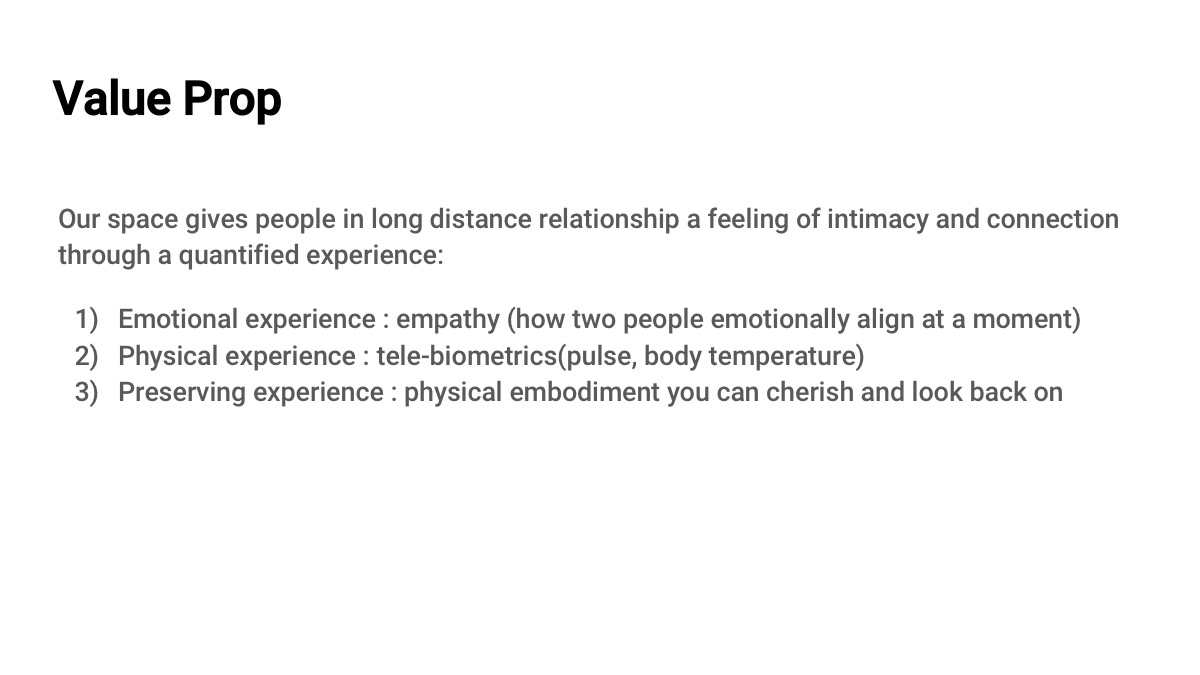 Value Prop
Our space gives people in long distance relationship a feeling of intimacy and connection
through a quantified experience:
1) Emotional experience : empathy (how two people emotionally align at a moment)
2) Physical experience : tele-biometrics(pulse, body temperature)
3) Preserving experience : physical embodiment you can cherish and look back on